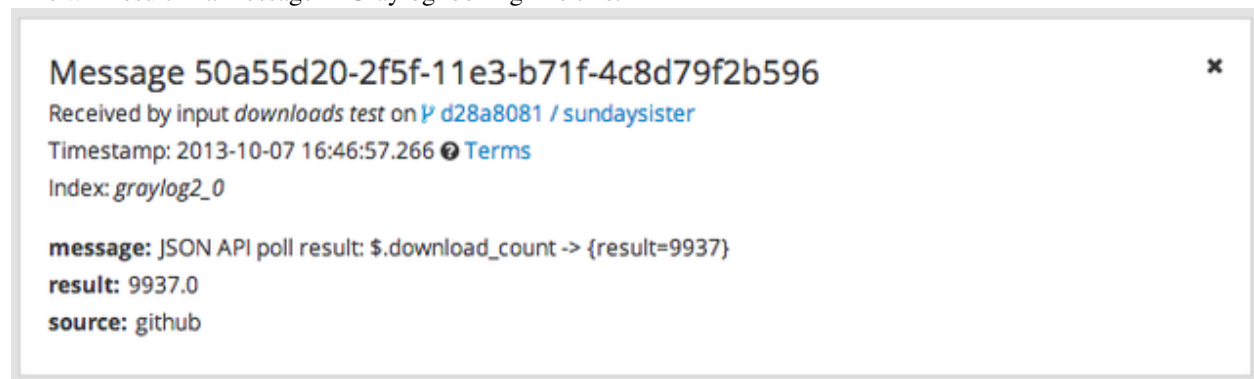 Message 50a55d20-2f5f-11e3-b71f-4c8d79f2b596
Received by input downloads test on d28a8081 / sundaysister
Timestamp: 2013-10-07 16:46:57.266 Terms
Index: graylog2_0
message: JSON API poll result: $.download_count -> {result=9937}
result: 9937.0
source: github